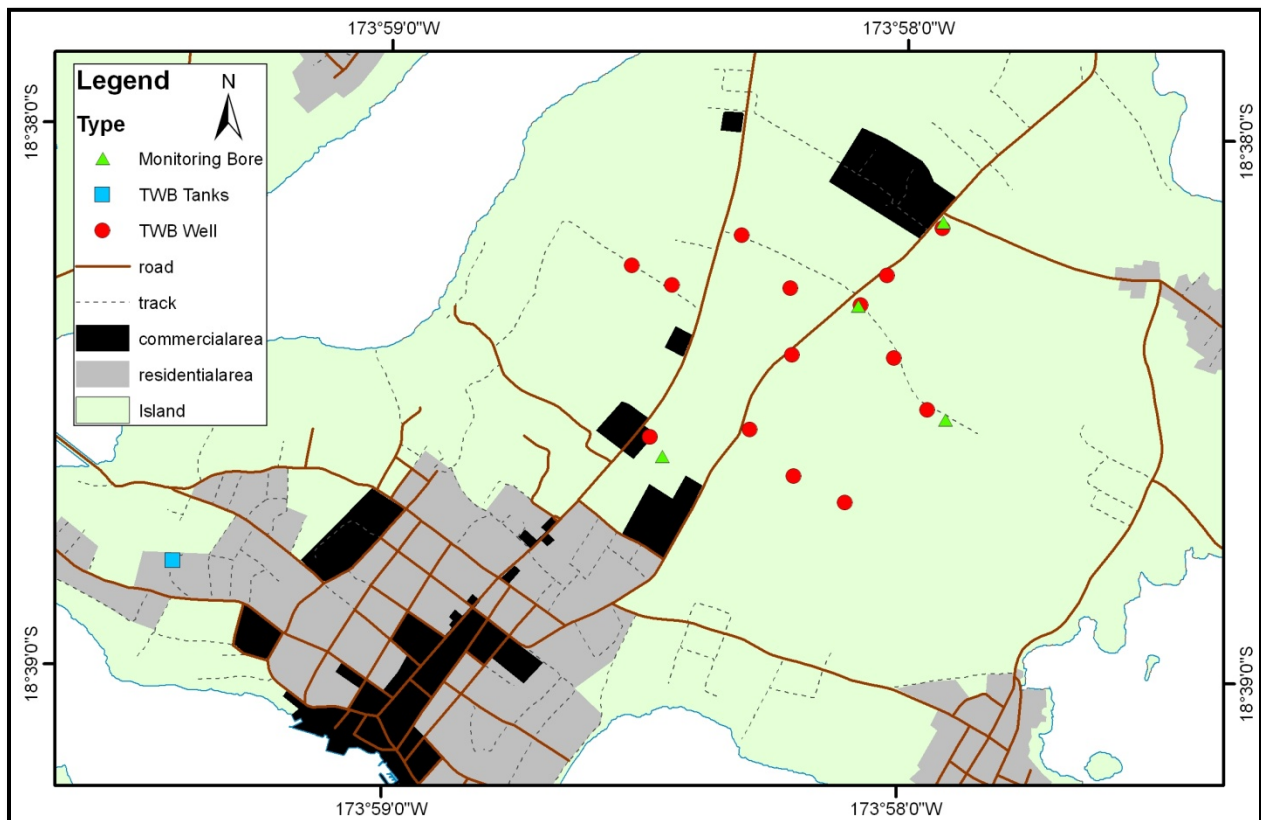 173°59'0"W
173°58'0"W
Legend
N
Type
Monitoring Bore
TWB Tanks
TWB Well
road
track
commercialarea
residentialarea
Island
18°38'0"S
18°38'0"S
18°39'0"S
18°39'0"S
173°59'0"W
173°58'0"W